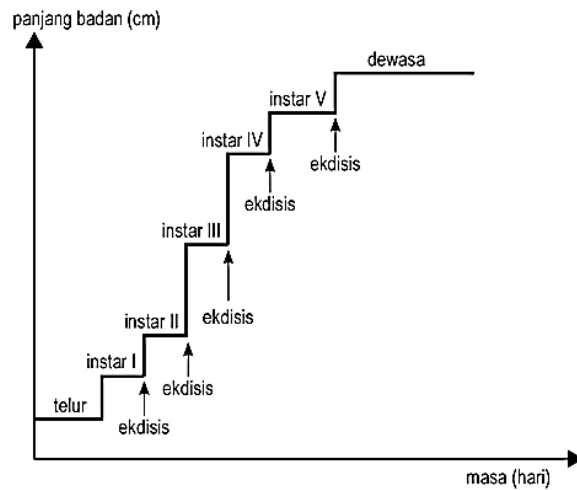 panjang badan (cm)
dewasa
instar V
instar IV
ekdisis
ekdisis
instar III
ekdisis
instar II
instar I
ekdisis
telur
ekdisis
masa (hari)